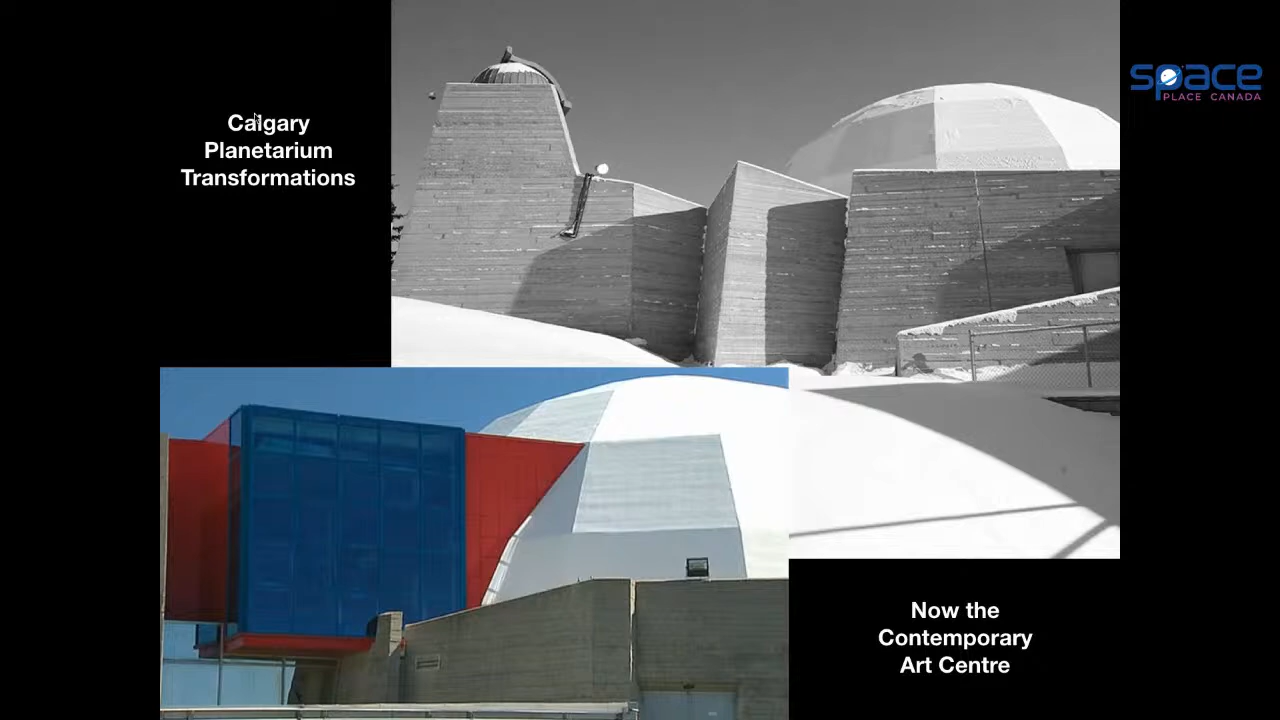 Calgary
Planetarium
Transformations
space
PLACE CANADA
Now the
Contemporary
Art Centre